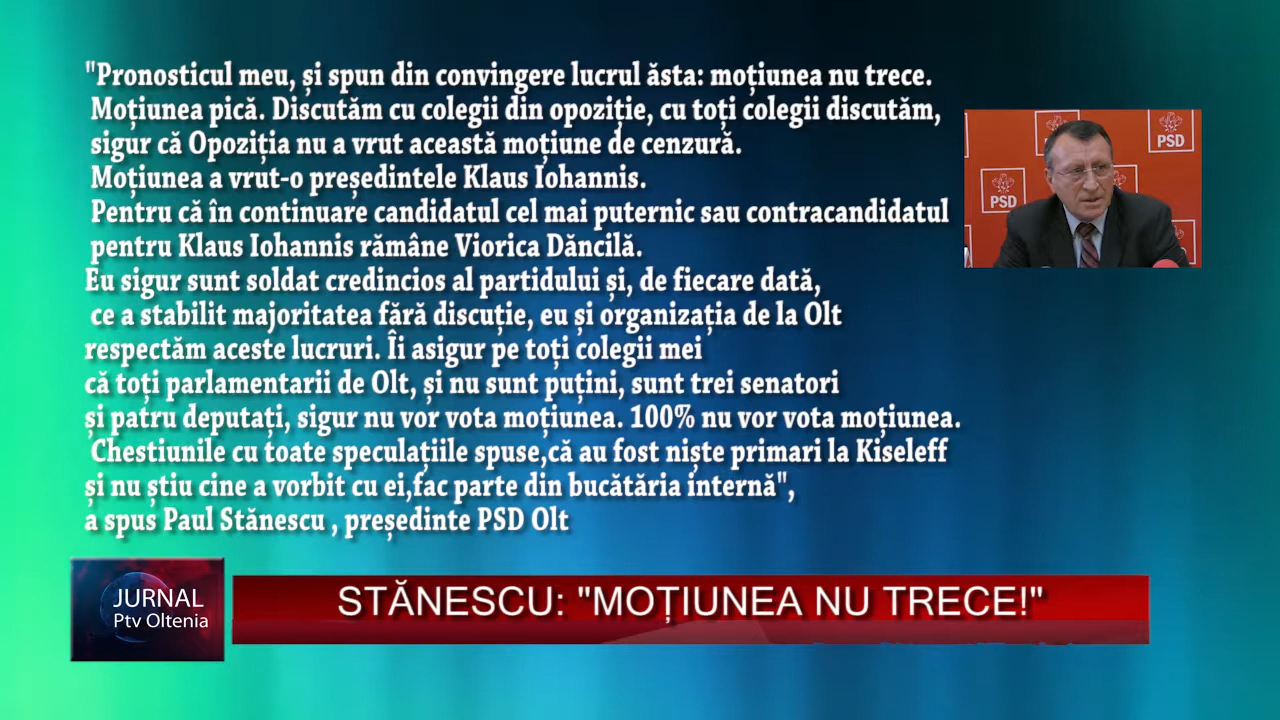 "Pronosticul meu, și spun din convingere lucrul ăsta: moțiunea nu trece.
Moțiunea pică. Discutăm cu colegii din opoziție, cu toți colegii discutăm,
sigur că Opoziția nu a vrut această moțiune de cenzură.
Moțiunea a vrut-o președintele Klaus Iohannis.
Pentru că în continuare candidatul cel mai puternic sau contracandidatul
pentru Klaus Iohannis rămâne Viorica Dăncilă.
Eu sigur sunt soldat credincios al partidului și, de fiecare dată,
ce a stabilit majoritatea fără discuție, eu și organizația de la Olt
respectăm aceste lucruri. Îi asigur pe toți colegii mei
că toți parlamentarii de Olt, și nu sunt puțini, sunt trei senatori
și patru deputați, sigur nu vor vota moțiunea. 100% nu vor vota moțiunea.
Chestiunile cu toate speculațiile spuse,că au fost niște primari la Kiseleff
și nu știu cine a vorbit cu ei,fac parte din bucătăria internă",
a spus Paul Stănescu , președinte PSD Olt
PSD
PSD
JURNAL
Ptv Oltenia
STĂNESCU: "MOȚIUNEA NU TRECE!"